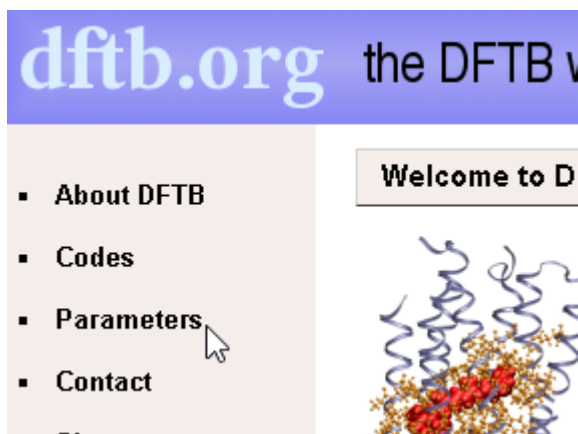 dftb.org the DFTB
Welcome to D
About DFTB
Codes
Parameters
Contact